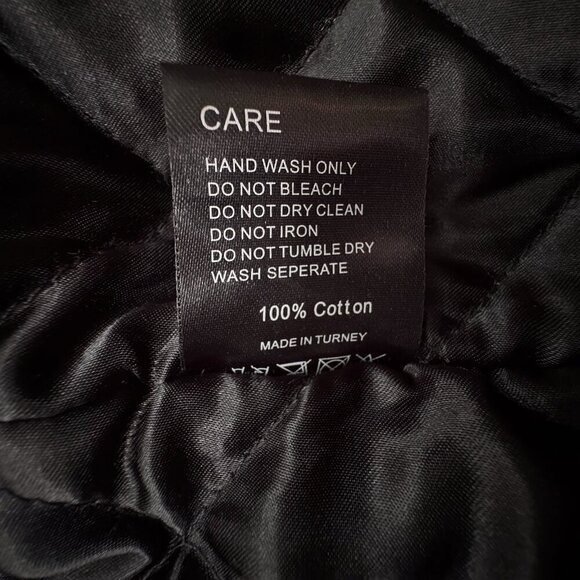 CARE
HAND WASH ONLY
DO NOT BLEACH
DO NOT DRY CLEAN
DO NOT IRON
DO NOT TUMBLE DRY
WASH SEPERATE
100% Cotton
MADE IN TURNEY